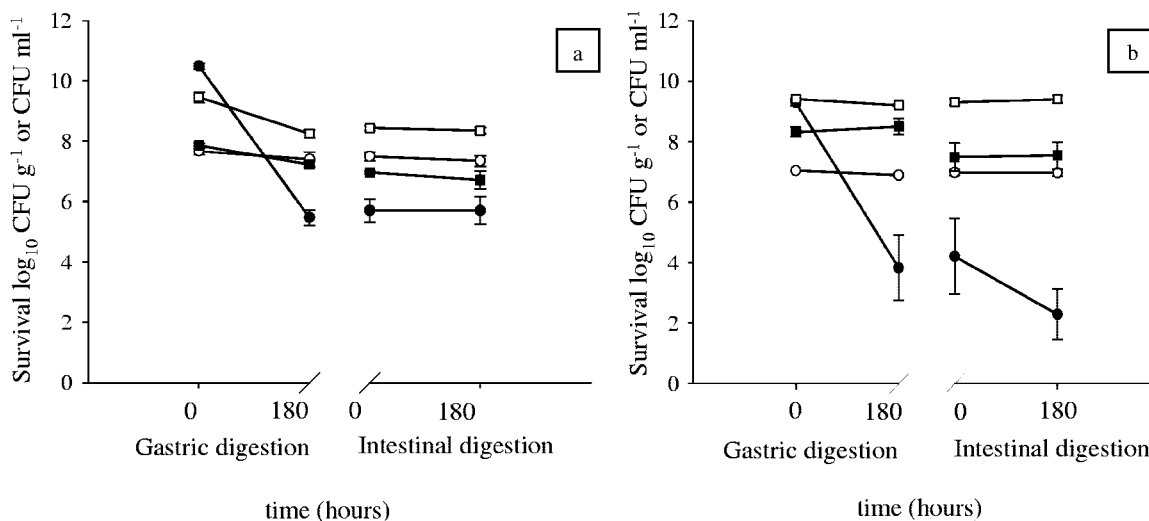 Survival log10 CFU g-1 or CFU ml-1
12
10
8
6
4
2
0
a
0 180 0 180
Gastric digestion Intestinal digestion
time (hours)
Survival log10 CFU g-1 or CFU ml-1
12
10
8
6
4
2
0
b
0 180 0 180
Gastric digestion Intestinal digestion
time (hours)